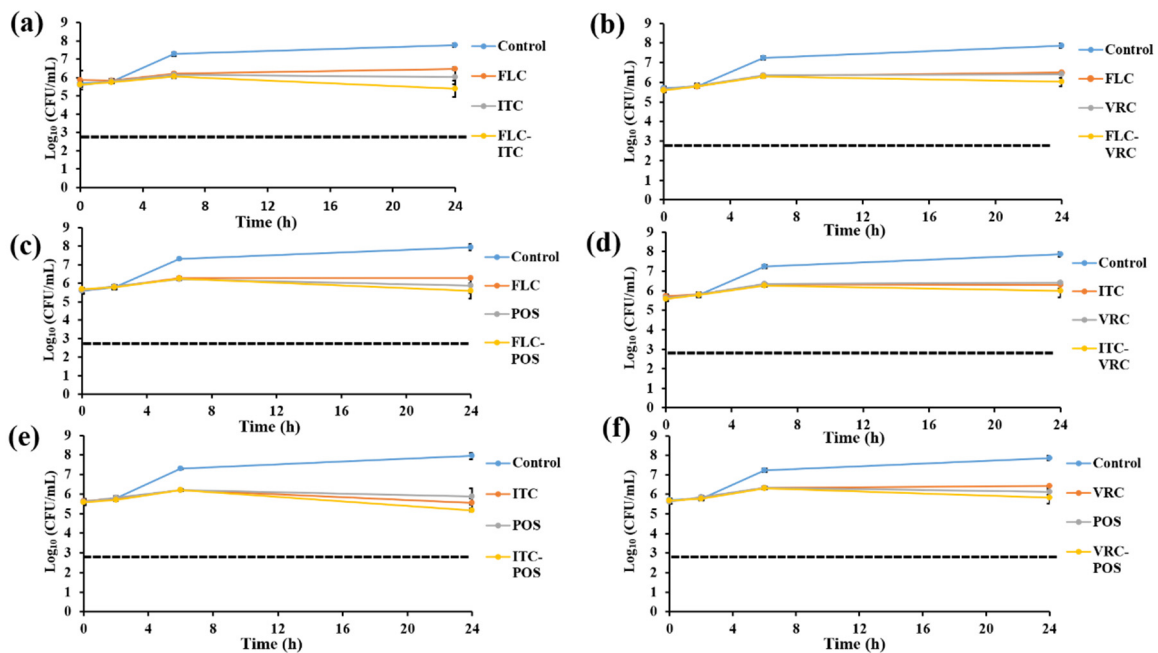 (a)
Log₁₀ (CFU/mL)
9
8
7
6
5
4
3
2
1
0
0 4 8 12 16 20 24
Time (h)
Control
FLC
ITC
FLC-
ITC
(b)
Log₁₀ (CFU/mL)
9
8
7
6
5
4
3
2
1
0
0 4 8 12 16 20 24
Time (h)
Control
FLC
VRC
FLC-
VRC
(c)
Log₁₀ (CFU/mL)
9
8
7
6
5
4
3
2
1
0
0 4 8 12 16 20 24
Time (h)
Control
FLC
POS
FLC-
POS
(d)
Log₁₀ (CFU/mL)
9
8
7
6
5
4
3
2
1
0
0 4 8 12 16 20 24
Time (h)
Control
ITC
VRC
ITC-
VRC
(e)
Log₁₀ (CFU/mL)
9
8
7
6
5
4
3
2
1
0
0 4 8 12 16 20 24
Time (h)
Control
ITC
POS
ITC-
POS
(f)
Log₁₀ (CFU/mL)
9
8
7
6
5
4
3
2
1
0
0 4 8 12 16 20 24
Time (h)
Control
VRC
POS
VRC-
POS